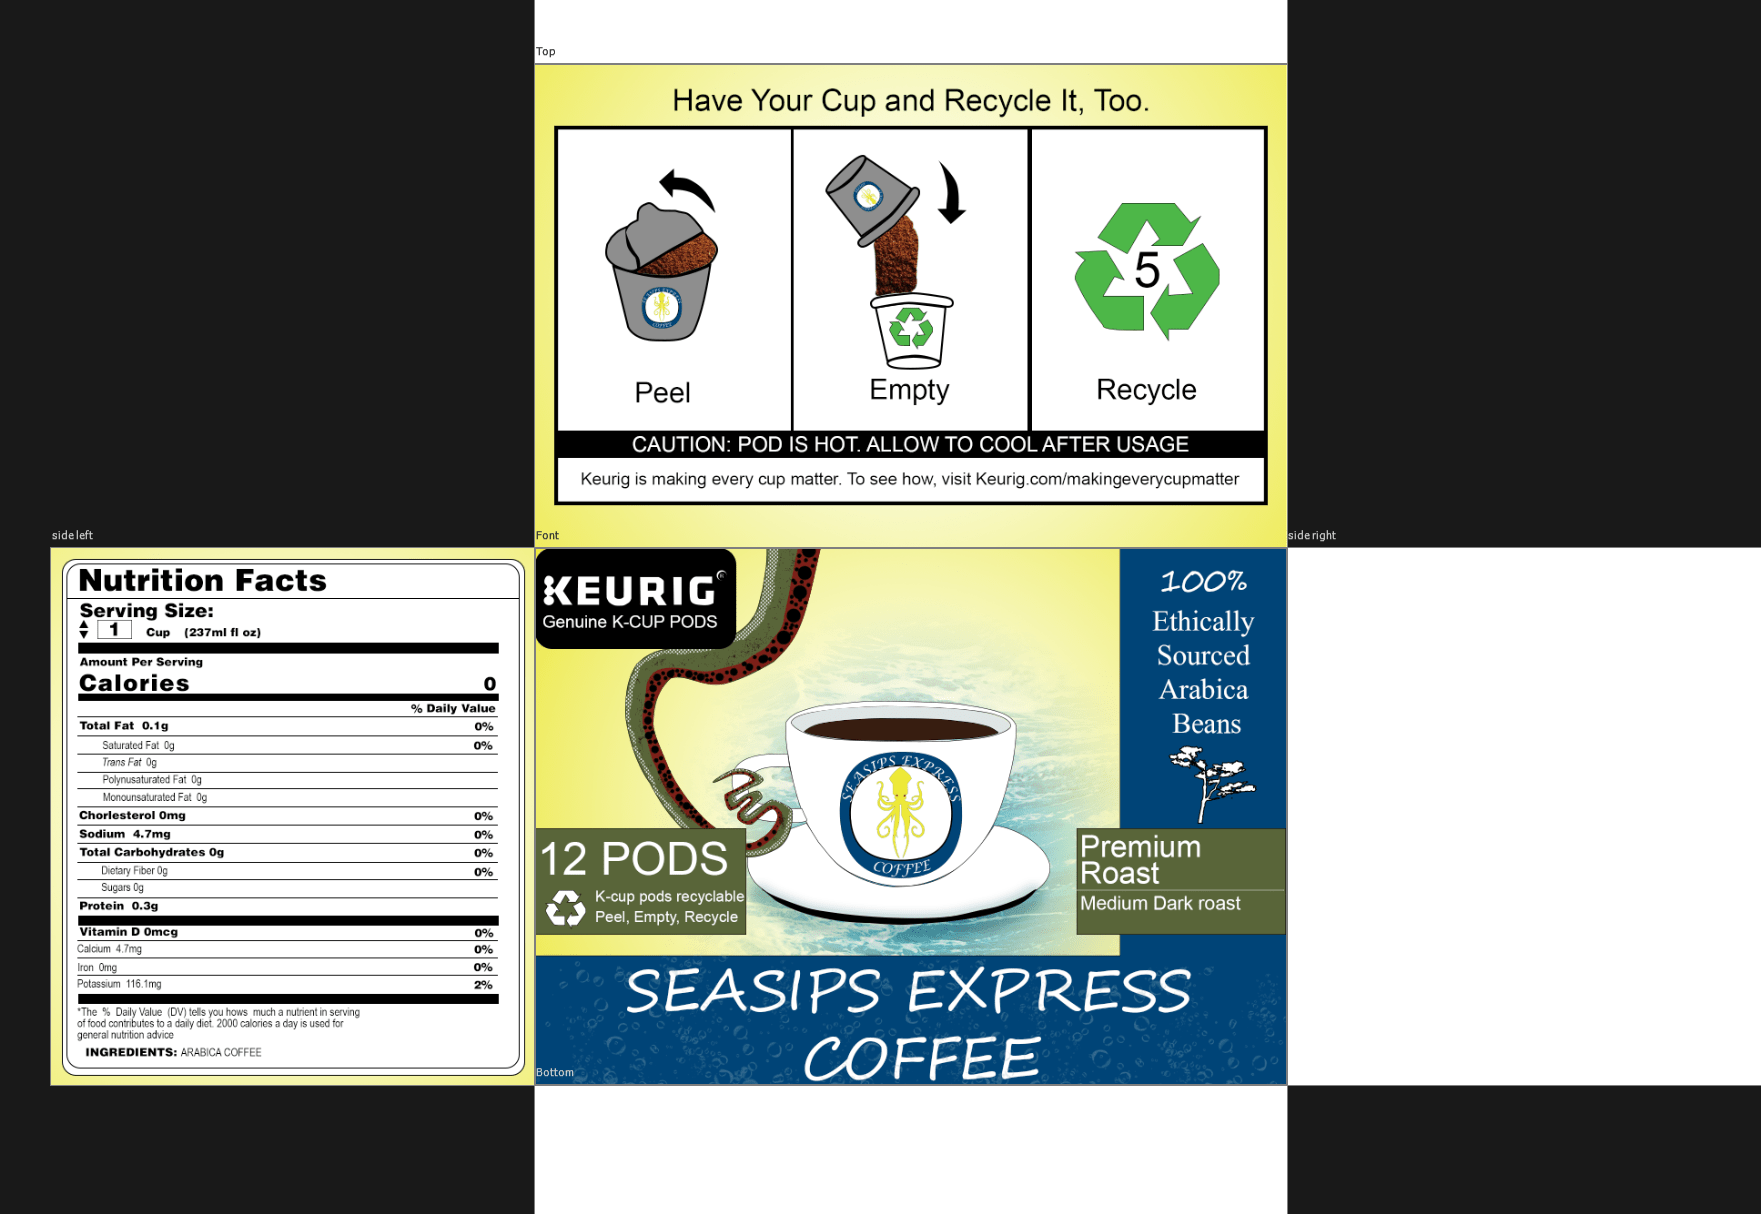 Top
Have Your Cup and Recycle It, Too.
5
SEASIPS EXPRESS
COFFEE
Peel
Empty
Recycle
CAUTION: POD IS HOT. ALLOW TO COOL AFTER USAGE
Keurig is making every cup matter. To see how, visit Keurig.com/makingeverycupmatter
side left
Font
side right
Nutrition Facts
Serving Size:
1 Cup (237ml fl oz)
Amount Per Serving
Calories 0
% Daily Value
Total Fat 0.1g 0%
Saturated Fat 0g 0%
Trans Fat 0g
Polynusaturated Fat 0g
Monounsaturated Fat 0g
Chorlesterol 0mg 0%
Sodium 4.7mg 0%
Total Carbohydrates 0g 0%
Dietary Fiber 0g 0%
Sugars 0g
Protein 0.3g
Vitamin D 0mcg 0%
Calcium 4.7mg 0%
Iron 0mg 0%
Potassium 116.1mg 2%
*The % Daily Value (DV) tells you hows much a nutrient in serving
of food contributes to a daily diet. 2000 calories a day is used for
general nutrition advice
INGREDIENTS: ARABICA COFFEE
KEURIG®
Genuine K-CUP PODS
100%
Ethically
Sourced
Arabica
Beans
SEASIPS EXPRESS
COFFEE
12 PODS
K-cup pods recyclable
Peel, Empty, Recycle
Premium
Roast
Medium Dark roast
SEASIPS EXPRESS
COFFEE
Bottom